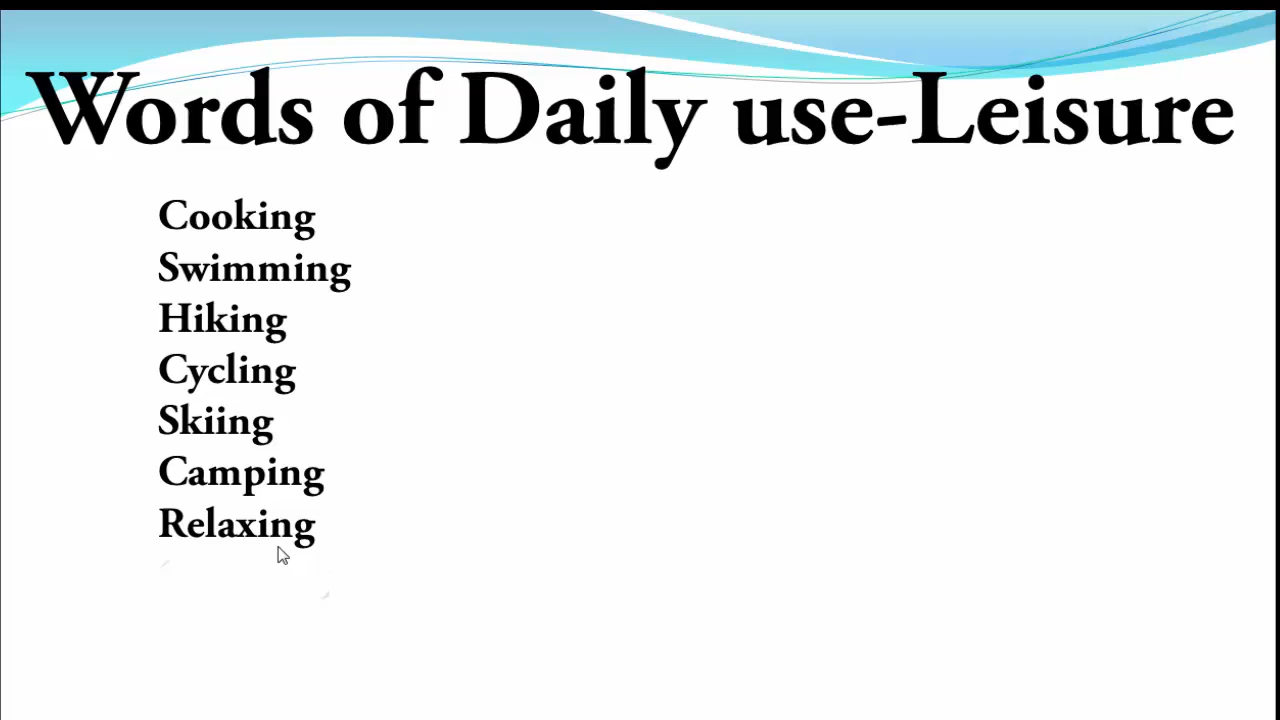 Words of Daily use-Leisure
Cooking
Swimming
Hiking
Cycling
Skiing
Camping
Relaxing